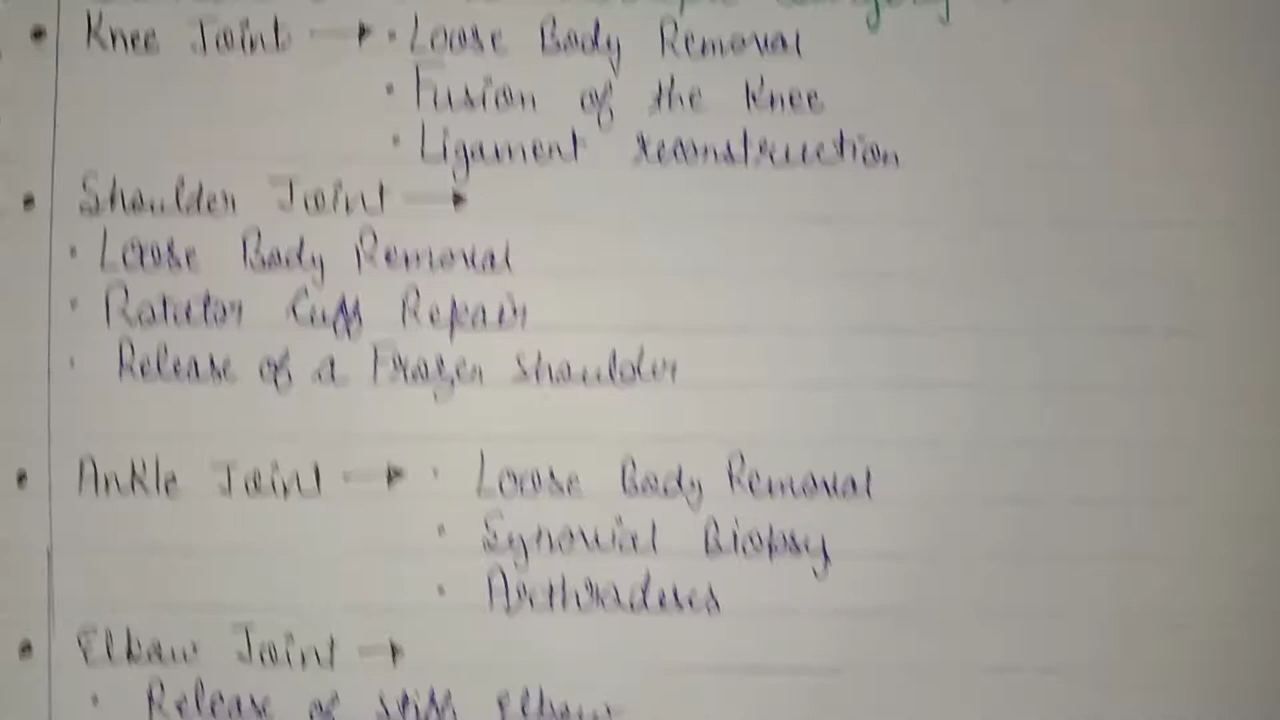 • Knee Joint → • Loose Body Removal
• Fusion of the Knee
• Ligament reconstruction
• Shoulder Joint →
• Loose Body Removal
• Rotator Cuff Repair
• Release of a Frozen shoulder
• Ankle Joint → • Loose Body Removal
• Synovial Biopsy
• Arthrodeses
• Elbow Joint →
• Release of stiff elbow